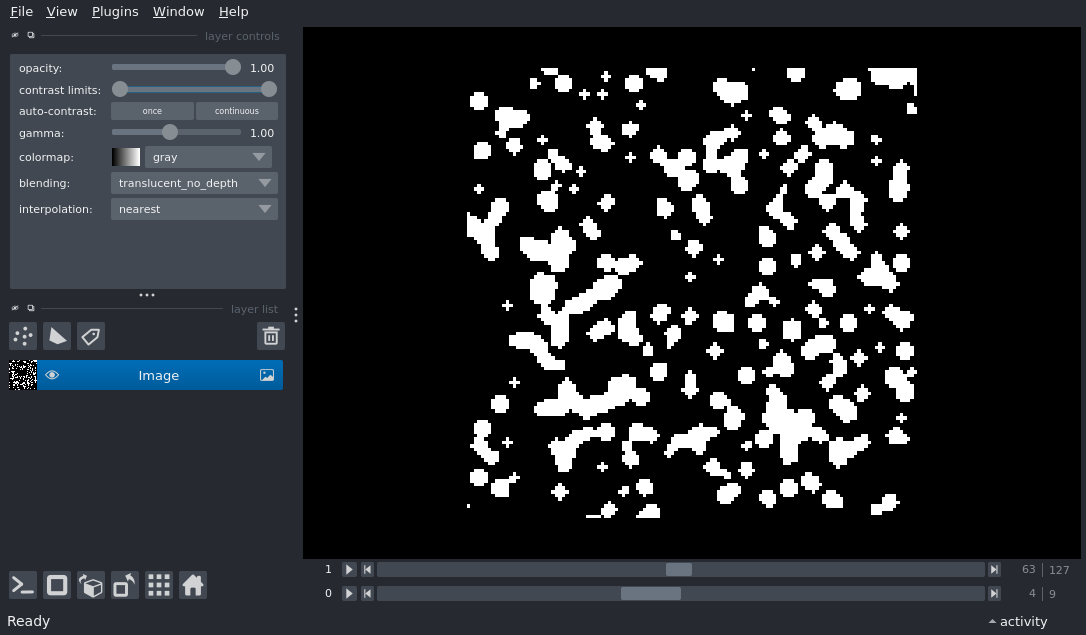 File View Plugins Window Help
layer controls
opacity: 1.00
contrast limits:
auto-contrast: once continuous
gamma: 1.00
colormap: gray
blending: translucent_no_depth
interpolation: nearest
layer list
Image
1 63 127
0 4 9
Ready activity